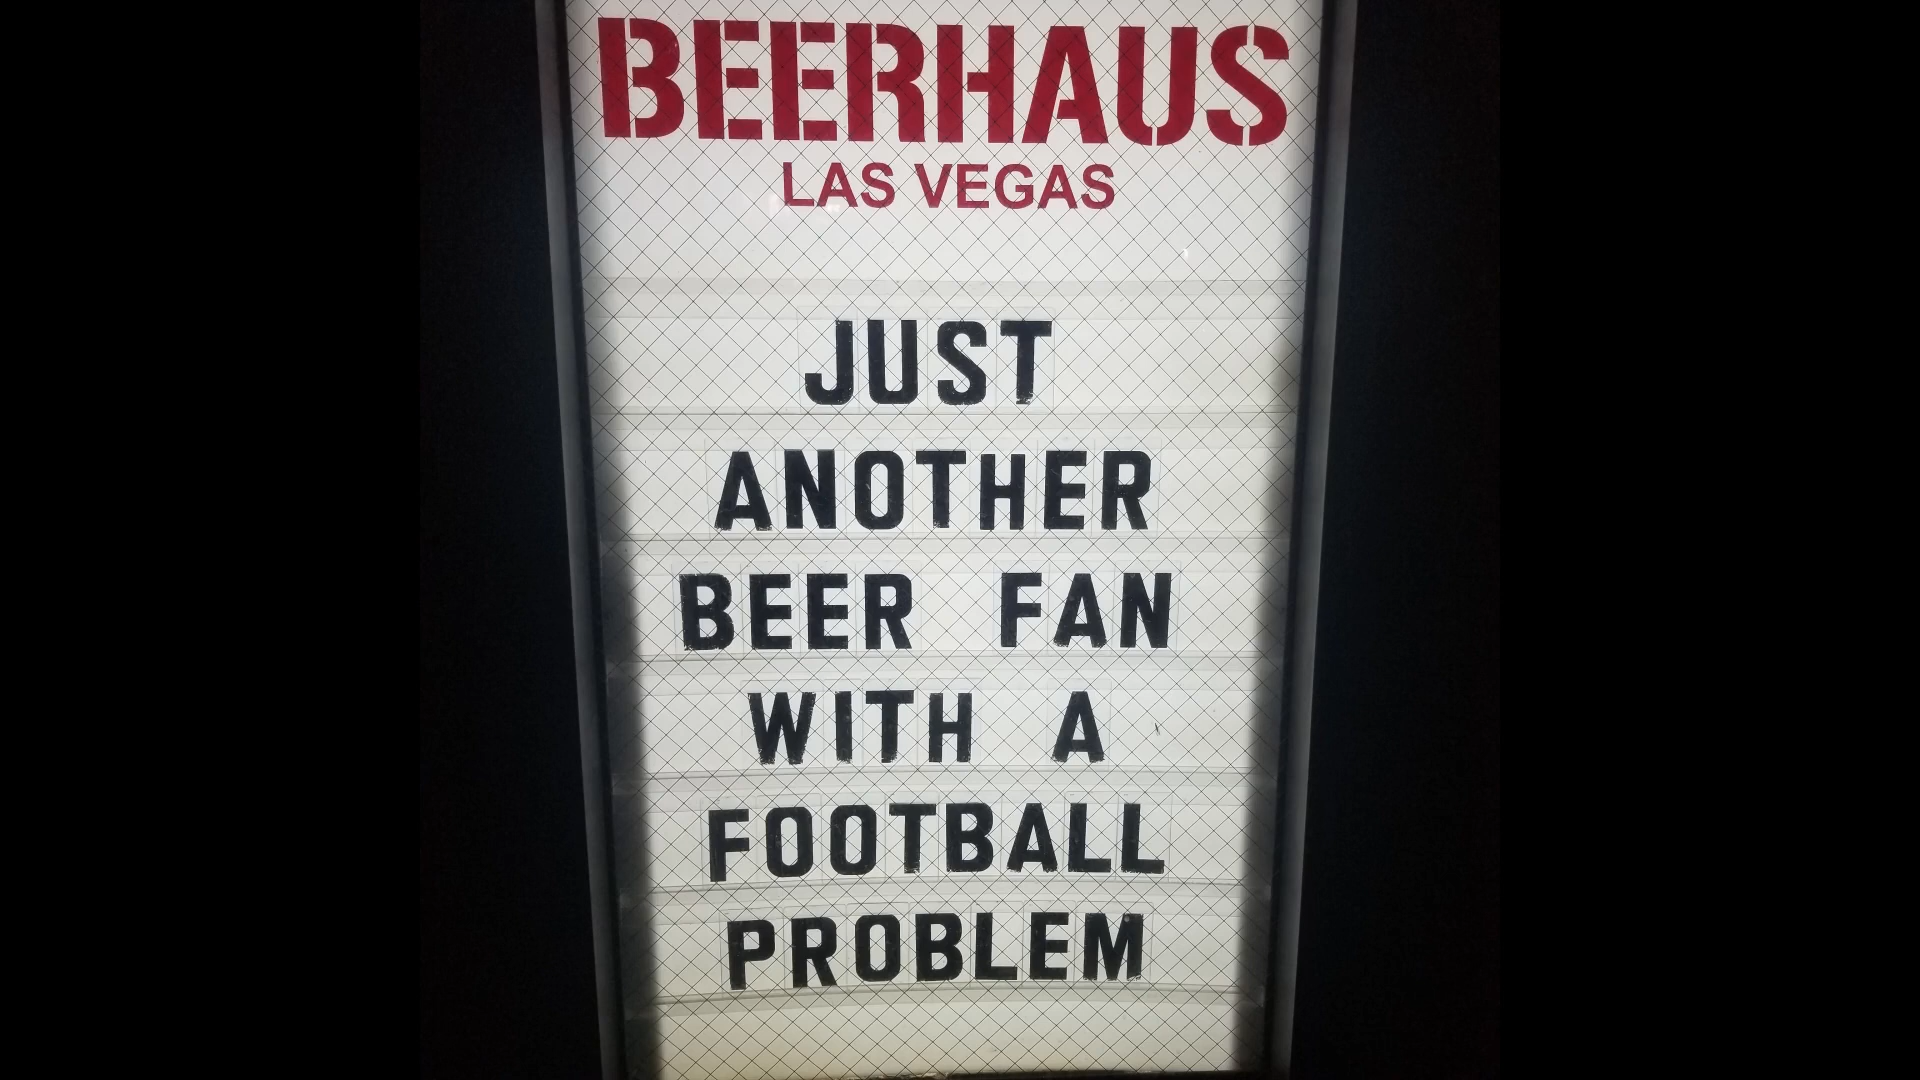 BEERHAUS
LAS VEGAS
JUST
ANOTHER
BEER FAN
WITH A
FOOTBALL
PROBLEM